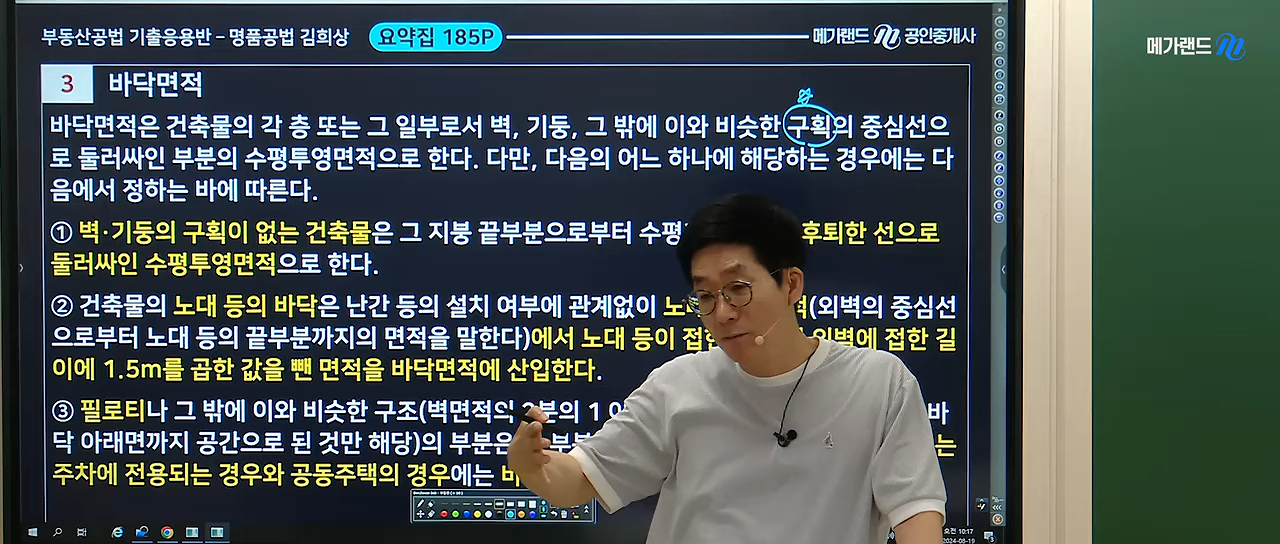 부동산공법 기출응용반 – 명품공법 김희상 요약집 185P 메가랜드 공인중개사
메가랜드
3 바닥면적
바닥면적은 건축물의 각 층 또는 그 일부로서 벽, 기둥, 그 밖에 이와 비슷한 구획의 중심선으
로 둘러싸인 부분의 수평투영면적으로 한다. 다만, 다음의 어느 하나에 해당하는 경우에는 다
음에서 정하는 바에 따른다.
① 벽·기둥의 구획이 없는 건축물은 그 지붕 끝부분으로부터 수평 후퇴한 선으로
둘러싸인 수평투영면적으로 한다.
② 건축물의 노대 등의 바닥은 난간 등의 설치 여부에 관계없이 (외벽의 중심선
으로부터 노대 등의 끝부분까지의 면적을 말한다)에서 노대 등이 외벽에 접한 길
이에 1.5m를 곱한 값을 뺀 면적을 바닥면적에 산입한다.
③ 필로티나 그 밖에 이와 비슷한 구조(벽면적의 2분의 1 바
닥 아래면까지 공간으로 된 것만 해당)의 부분은 는
주차에 전용되는 경우와 공동주택의 경우에는
오전 10:17
2024-08-19